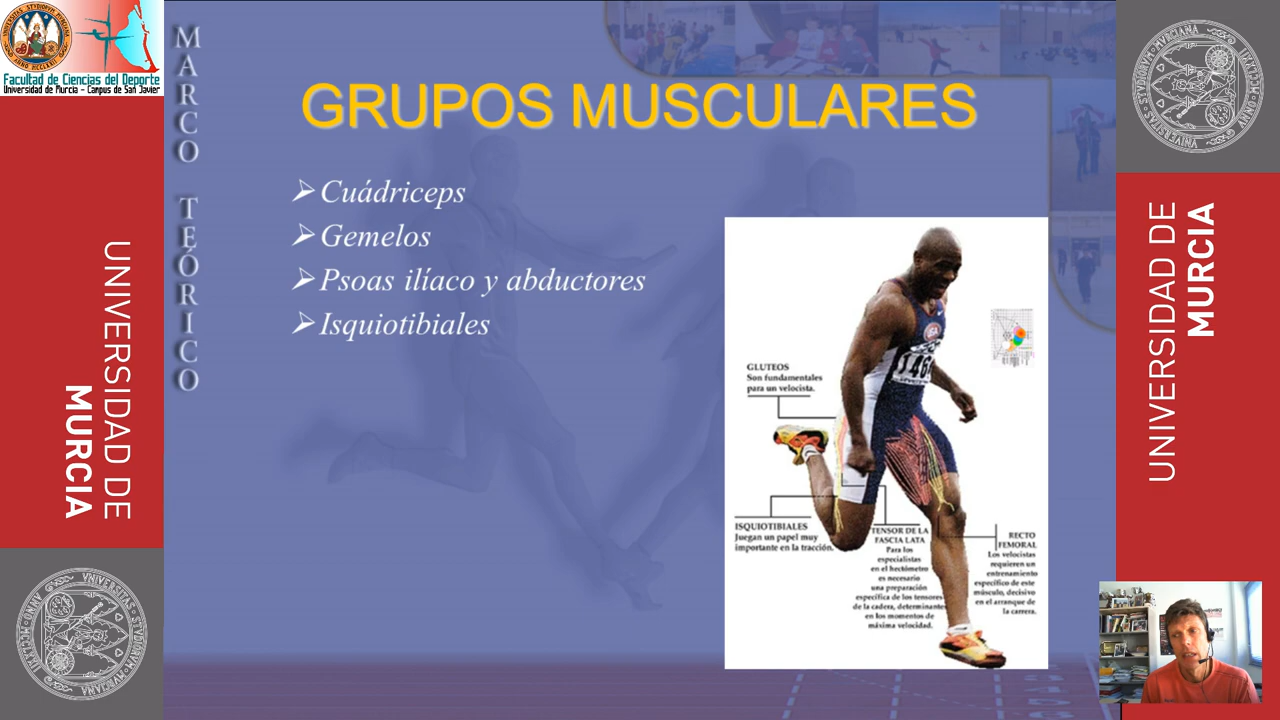 Facultad de Ciencias del Deporte
Universidad de Murcia - Campus de San Javier
UNIVERSIDAD DE
MURCIA
MARCO TEÓRICO
GRUPOS MUSCULARES
Cuádriceps
Gemelos
Psoas ilíaco y abductores
Isquiotibiales
GLUTEOS
Son fundamentales
para un velocista.
ISQUIOTIBIALES
Juegan un papel muy
importante en la tracción.
TENSOR DE LA
FASCIA LATA
Para los
especialistas
en el hectómetro
es necesario
una preparación
específica de los tensores
de la cadera, determinantes
en los momentos de
máxima velocidad.
RECTO
FEMORAL
Los velocistas
requieren un
entrenamiento
específico de este
músculo, decisivo
en el arranque de
la carrera.
UNIVERSIDAD DE
MURCIA